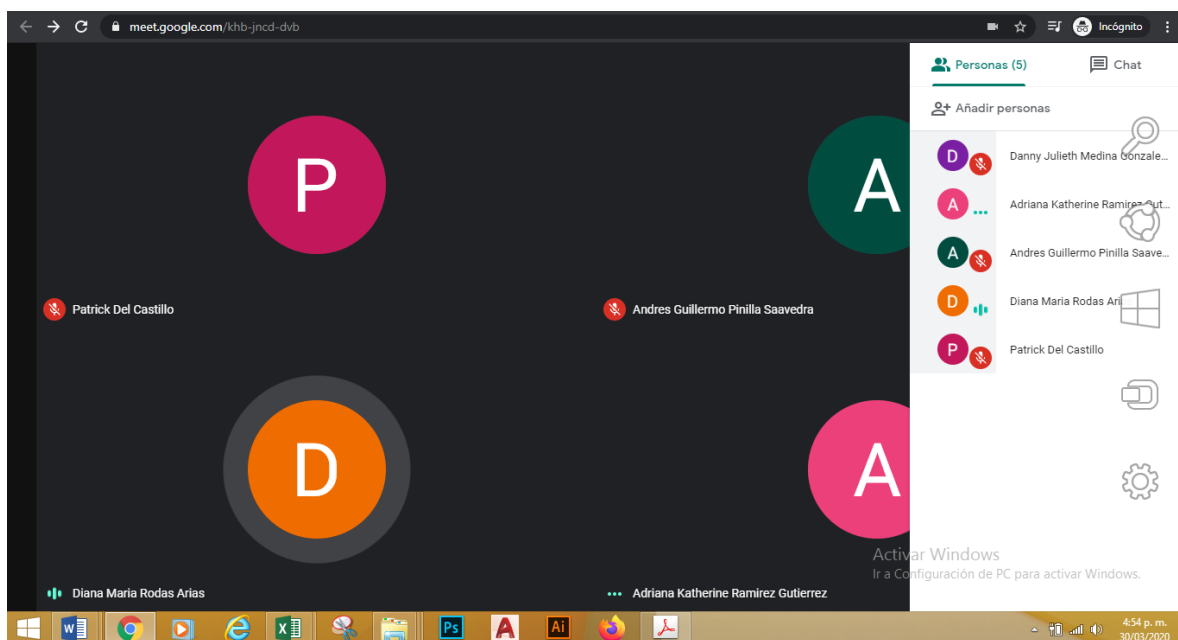 meet.google.com/khb-jncd-dvb
Incógnito
P
Patrick Del Castillo
A
Andres Guillermo Pinilla Saavedra
D
Diana Maria Rodas Arias
A
Adriana Katherine Ramirez Gutierrez
Personas (5)
Chat
Añadir personas
D
Danny Julieth Medina Gonzale...
A
Adriana Katherine Ramirez Gut...
A
Andres Guillermo Pinilla Saave...
D
Diana Maria Rodas Arias
P
Patrick Del Castillo
Activar Windows
Ir a Configuración de PC para activar Windows.
W
X
Ps
A
Ai
4:54 p. m.
30/03/2020